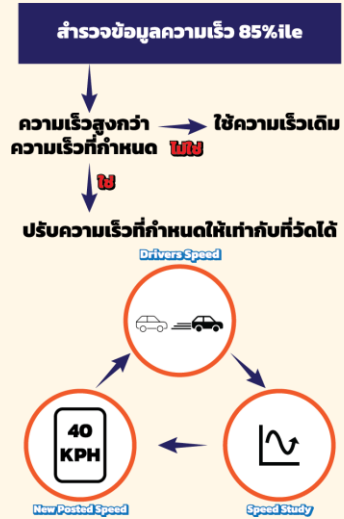 สำรวจข้อมูลความเร็ว 85%ile
ความเร็วสูงกว่า
ความเร็วที่กำหนด
ไม่ใช่
ใช้ความเร็วเดิม
ใช่
ปรับความเร็วที่กำหนดให้เท่ากับที่วัดได้
Drivers Speed
40
KPH
New Posted Speed
Speed Study